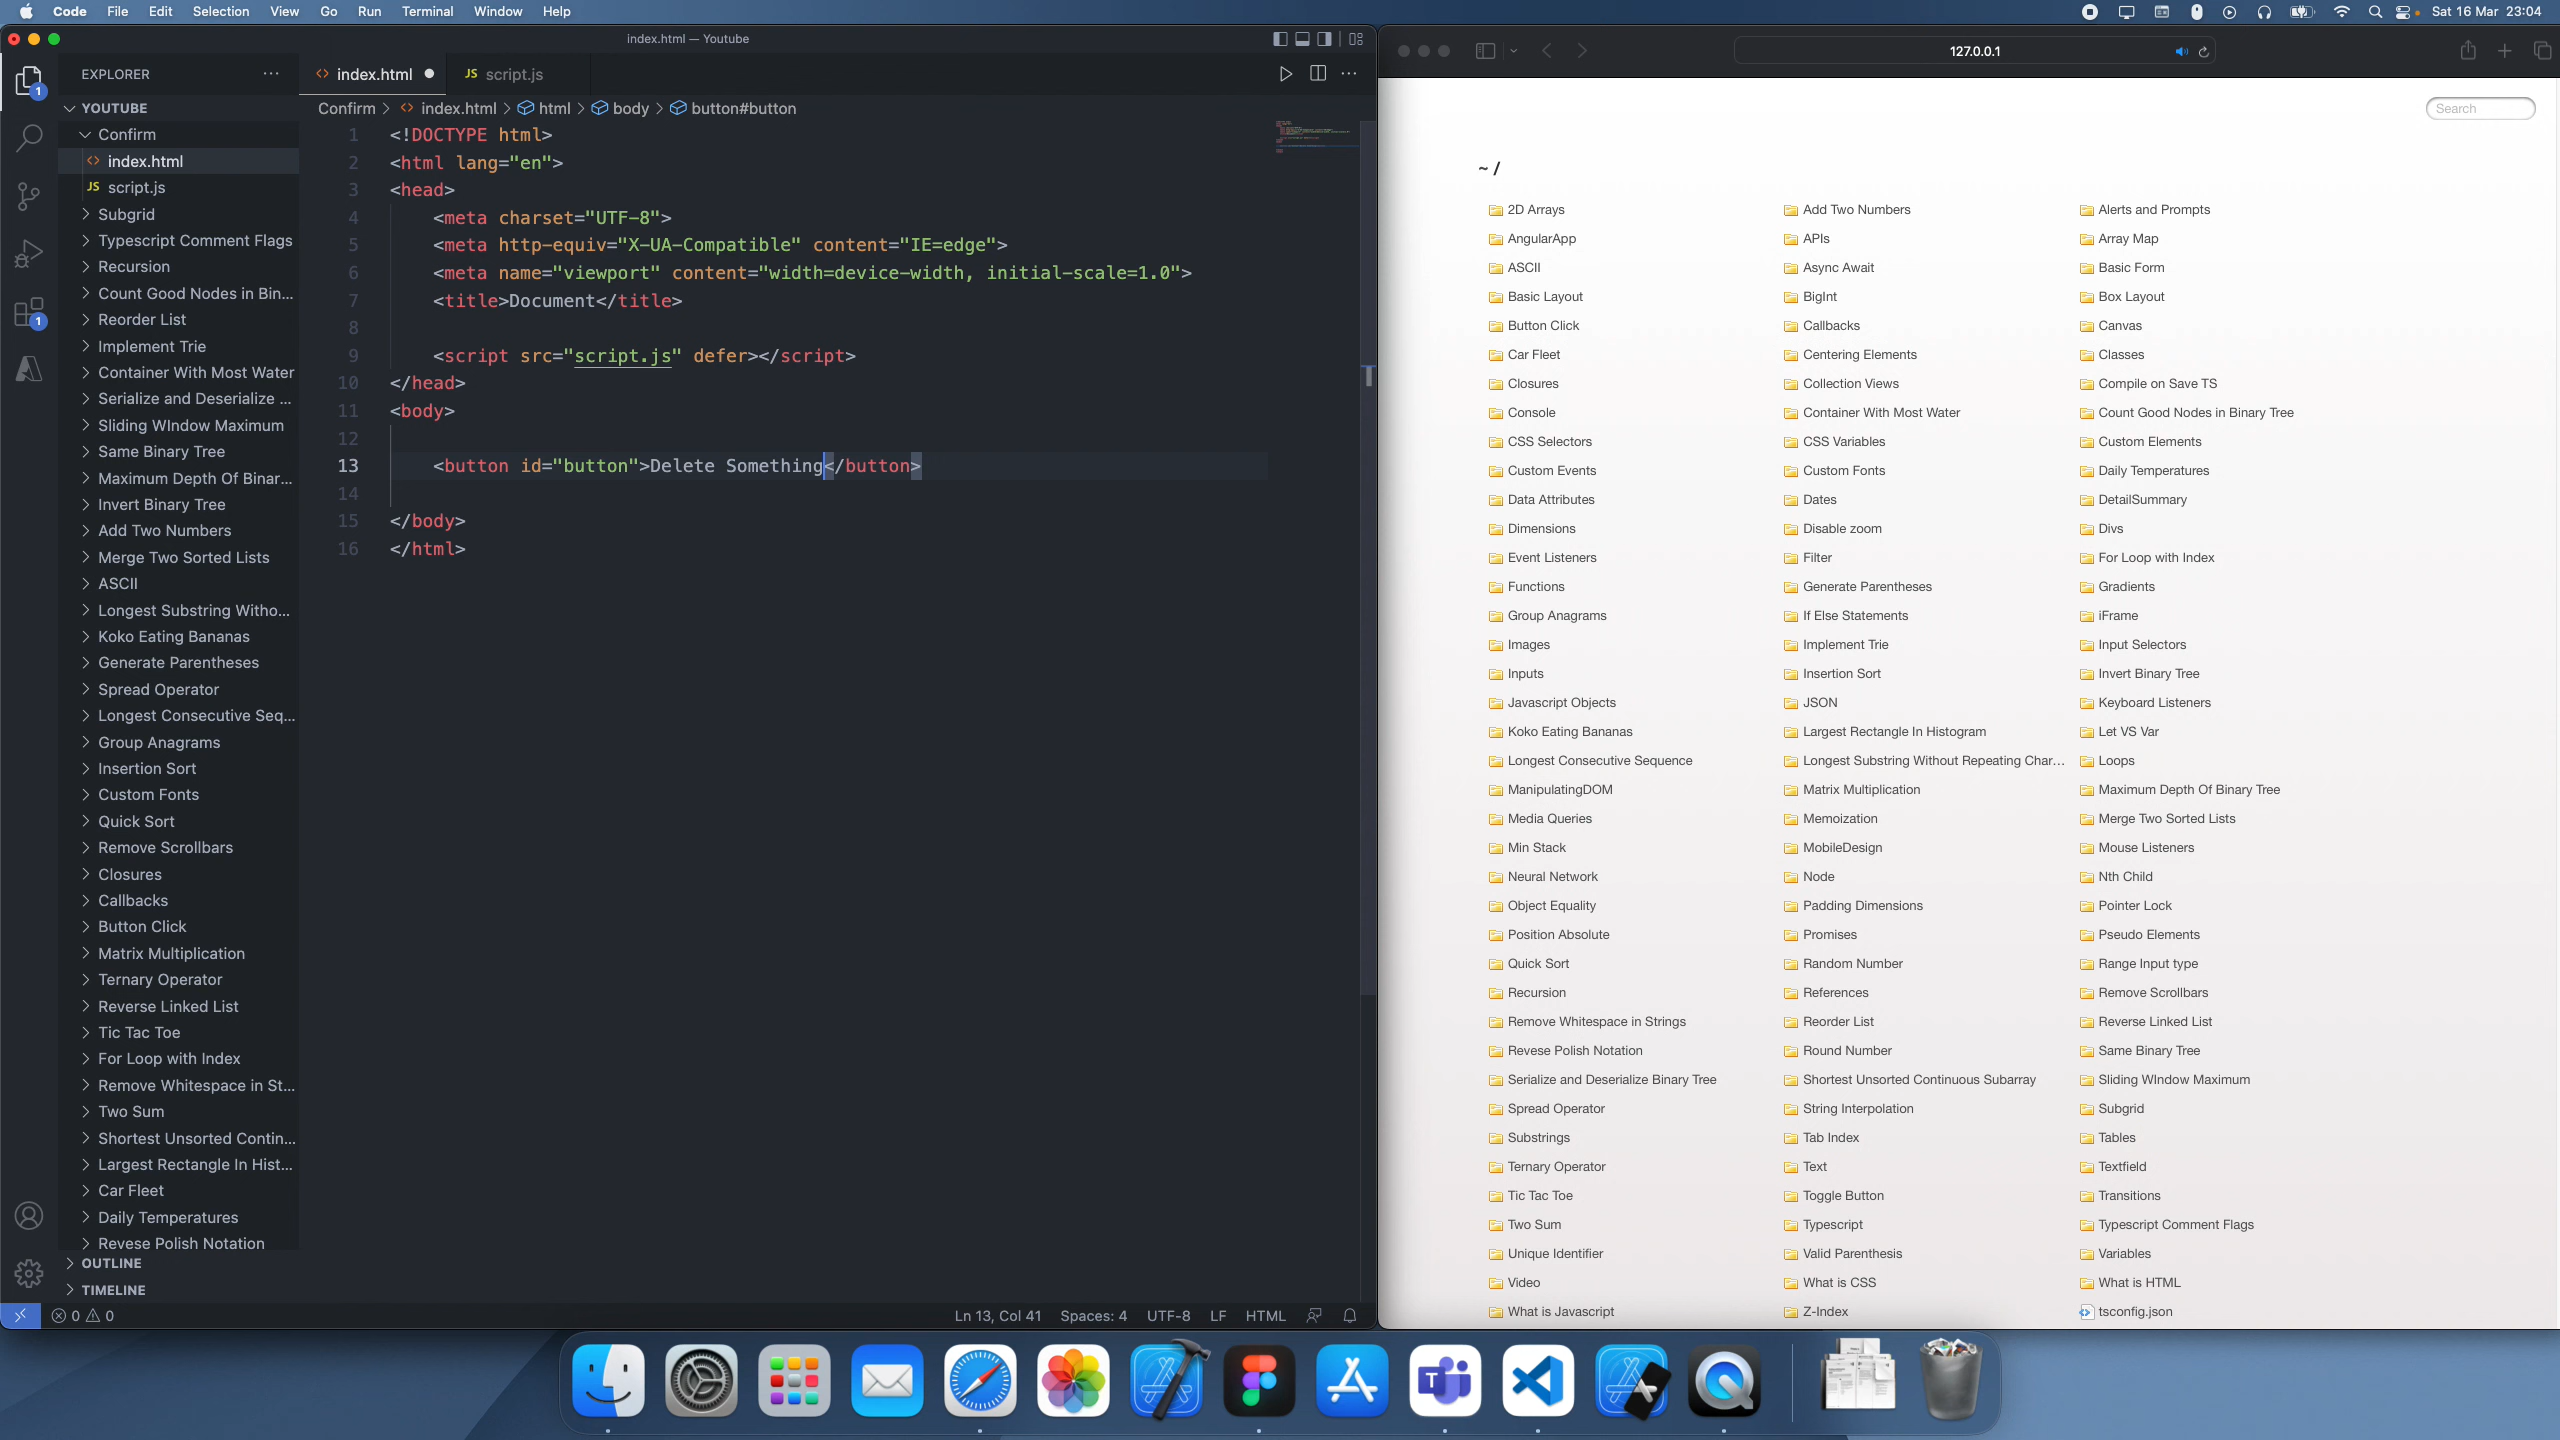 Code File Edit Selection View Go Run Terminal Window Help
Sat 16 Mar 23:04
index.html — Youtube
127.0.0.1
EXPLORER
index.html
JS script.js
YOUTUBE
Confirm > index.html > html > body > button#button
Search
Confirm
index.html
JS script.js
Subgrid
Typescript Comment Flags
Recursion
Count Good Nodes in Bin...
Reorder List
Implement Trie
Container With Most Water
Serialize and Deserialize ...
Sliding WIndow Maximum
Same Binary Tree
Maximum Depth Of Binar...
Invert Binary Tree
Add Two Numbers
Merge Two Sorted Lists
ASCII
Longest Substring Witho...
Koko Eating Bananas
Generate Parentheses
Spread Operator
Longest Consecutive Seq...
Group Anagrams
Insertion Sort
Custom Fonts
Quick Sort
Remove Scrollbars
Closures
Callbacks
Button Click
Matrix Multiplication
Ternary Operator
Reverse Linked List
Tic Tac Toe
For Loop with Index
Remove Whitespace in St...
Two Sum
Shortest Unsorted Contin...
Largest Rectangle In Hist...
Car Fleet
Daily Temperatures
Revese Polish Notation
OUTLINE
TIMELINE
1 <!DOCTYPE html>
2 <html lang="en">
3 <head>
4 <meta charset="UTF-8">
5 <meta http-equiv="X-UA-Compatible" content="IE=edge">
6 <meta name="viewport" content="width=device-width, initial-scale=1.0">
7 <title>Document</title>
8
9 <script src="script.js" defer></script>
10 </head>
11 <body>
12
13 <button id="button">Delete Something</button>
14
15 </body>
16 </html>
0 0
Ln 13, Col 41 Spaces: 4 UTF-8 LF HTML
~ /
2D Arrays Add Two Numbers Alerts and Prompts
AngularApp APIs Array Map
ASCII Async Await Basic Form
Basic Layout BigInt Box Layout
Button Click Callbacks Canvas
Car Fleet Centering Elements Classes
Closures Collection Views Compile on Save TS
Console Container With Most Water Count Good Nodes in Binary Tree
CSS Selectors CSS Variables Custom Elements
Custom Events Custom Fonts Daily Temperatures
Data Attributes Dates DetailSummary
Dimensions Disable zoom Divs
Event Listeners Filter For Loop with Index
Functions Generate Parentheses Gradients
Group Anagrams If Else Statements iFrame
Images Implement Trie Input Selectors
Inputs Insertion Sort Invert Binary Tree
Javascript Objects JSON Keyboard Listeners
Koko Eating Bananas Largest Rectangle In Histogram Let VS Var
Longest Consecutive Sequence Longest Substring Without Repeating Char... Loops
ManipulatingDOM Matrix Multiplication Maximum Depth Of Binary Tree
Media Queries Memoization Merge Two Sorted Lists
Min Stack MobileDesign Mouse Listeners
Neural Network Node Nth Child
Object Equality Padding Dimensions Pointer Lock
Position Absolute Promises Pseudo Elements
Quick Sort Random Number Range Input type
Recursion References Remove Scrollbars
Remove Whitespace in Strings Reorder List Reverse Linked List
Revese Polish Notation Round Number Same Binary Tree
Serialize and Deserialize Binary Tree Shortest Unsorted Continuous Subarray Sliding WIndow Maximum
Spread Operator String Interpolation Subgrid
Substrings Tab Index Tables
Ternary Operator Text Textfield
Tic Tac Toe Toggle Button Transitions
Two Sum Typescript Typescript Comment Flags
Unique Identifier Valid Parenthesis Variables
Video What is CSS What is HTML
What is Javascript Z-Index tsconfig.json